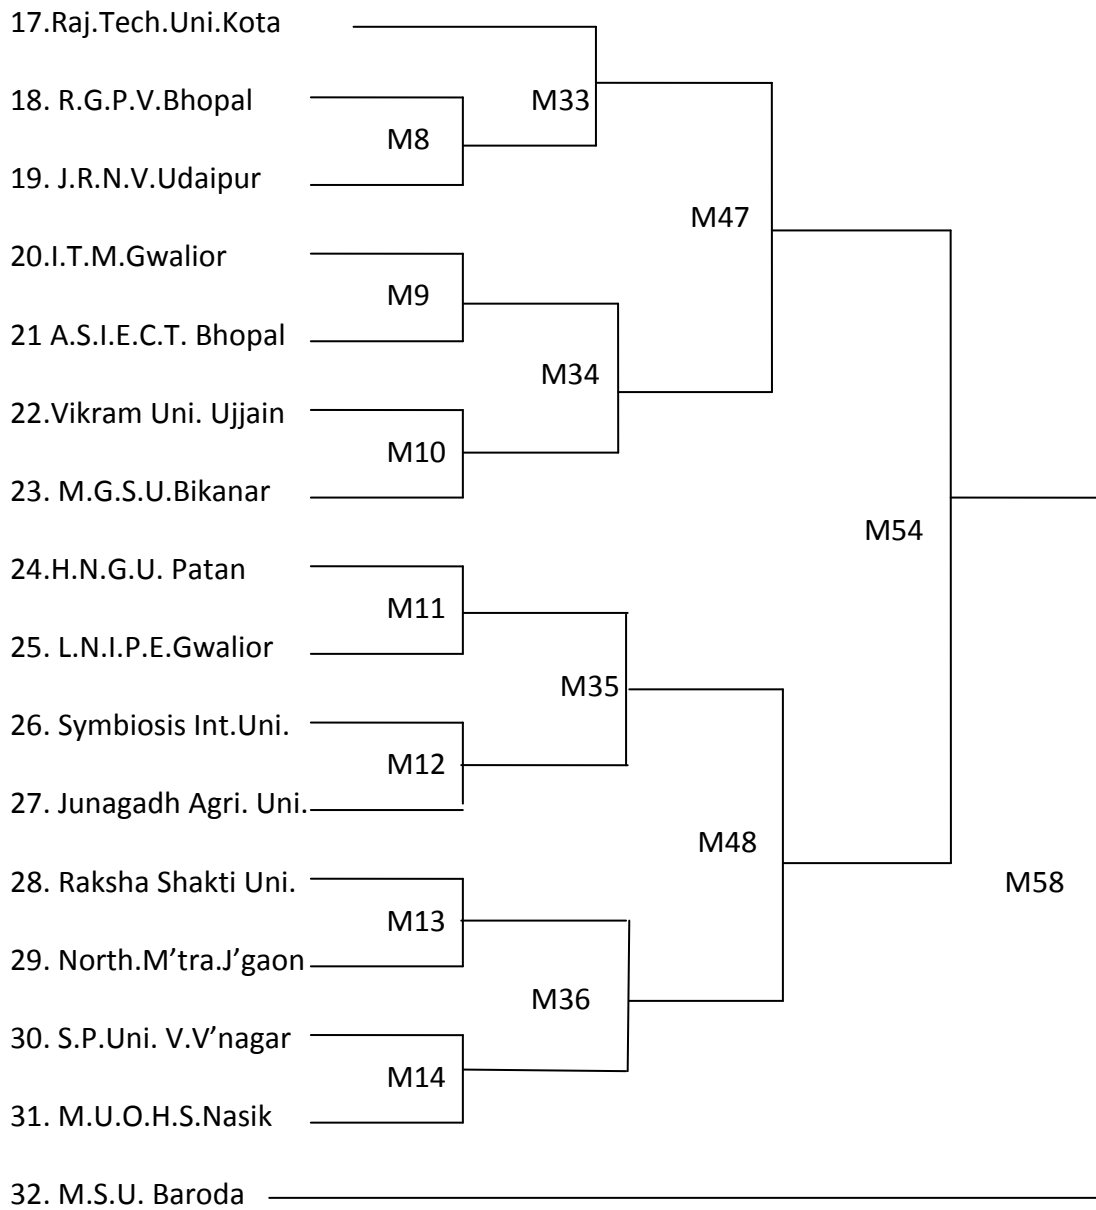 17.Raj.Tech.Uni.Kota
18. R.G.P.V.Bhopal
M33
M8
19. J.R.N.V.Udaipur
M47
20.I.T.M.Gwalior
M9
21 A.S.I.E.C.T. Bhopal
M34
22.Vikram Uni. Ujjain
M10
23. M.G.S.U.Bikanar
M54
24.H.N.G.U. Patan
M11
25. L.N.I.P.E.Gwalior
M35
26. Symbiosis Int.Uni.
M12
27. Junagadh Agri. Uni.
M48
28. Raksha Shakti Uni.
M58
M13
29. North.M’tra.J’gaon
M36
30. S.P.Uni. V.V’nagar
M14
31. M.U.O.H.S.Nasik
32. M.S.U. Baroda